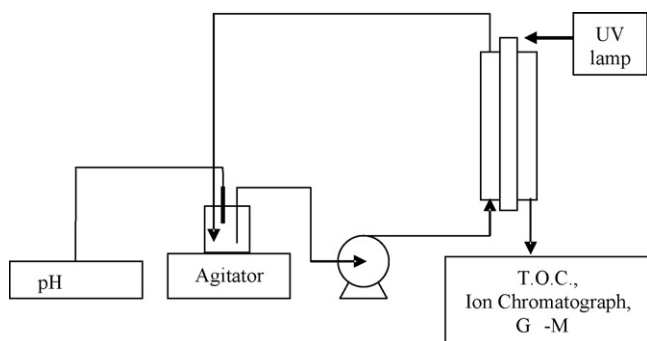 UV
lamp
pH
Agitator
T.O.C.,
Ion Chromatograph,
G -M